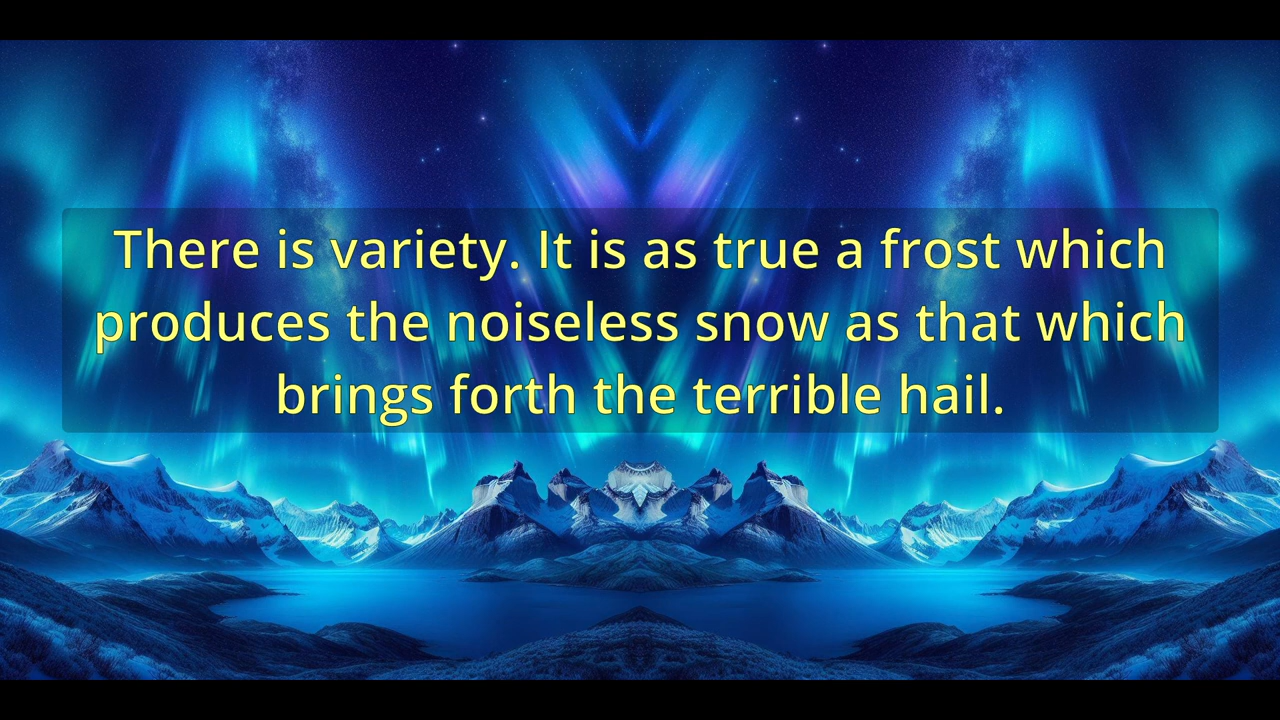 There is variety. It is as true a frost which
produces the noiseless snow as that which
brings forth the terrible hail.